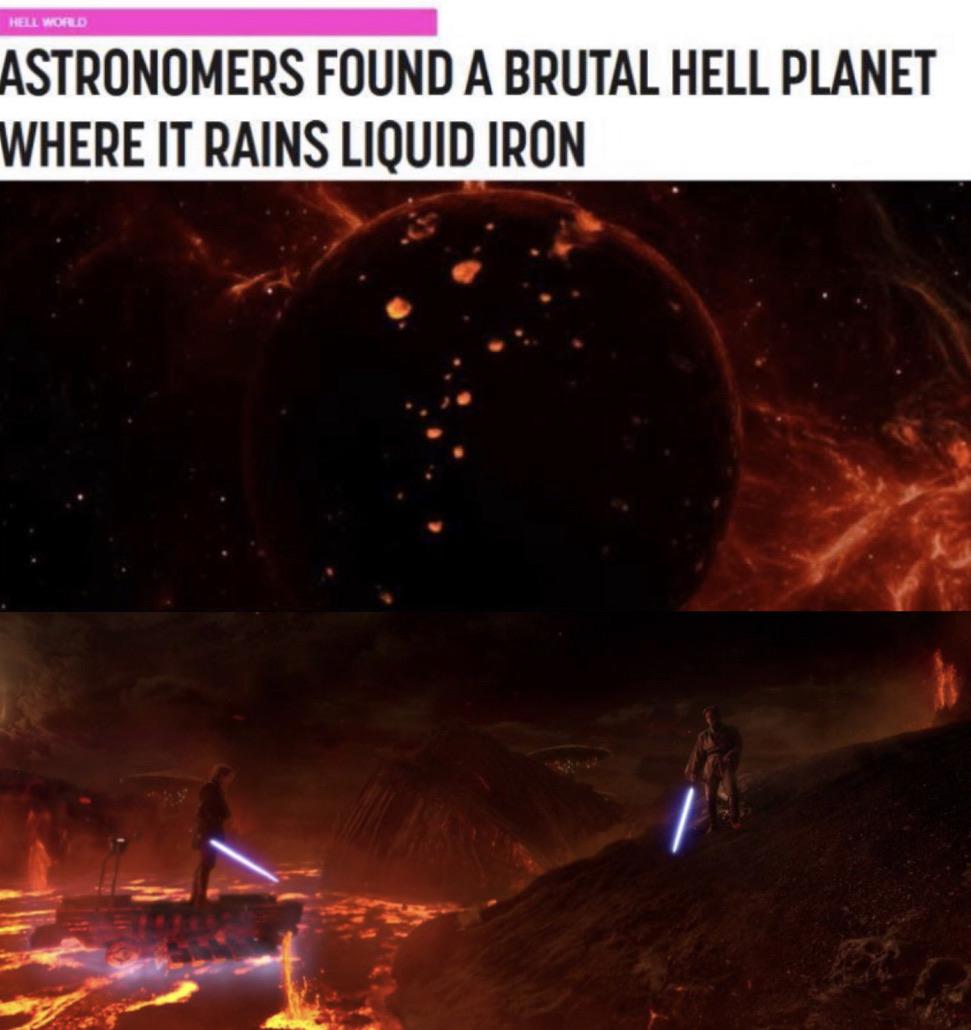 HELL WORLD
ASTRONOMERS FOUND A BRUTAL HELL PLANET
WHERE IT RAINS LIQUID IRON